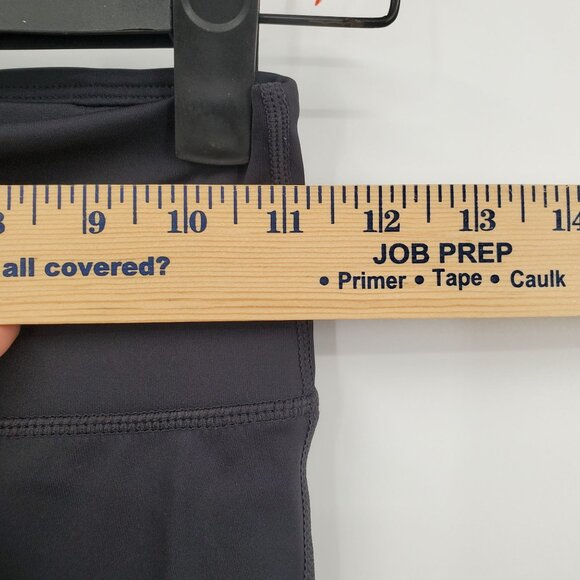 8 9 10 11 12 13 14
all covered?
JOB PREP
• Primer • Tape • Caulk